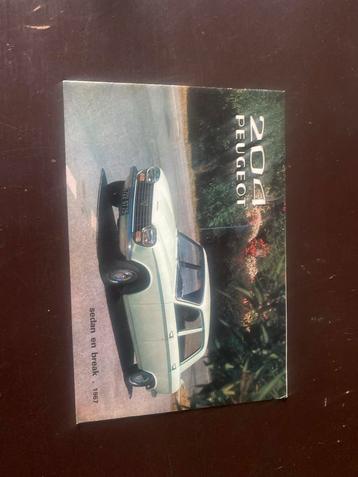 204
PEUGEOT
sedan en break . 1967